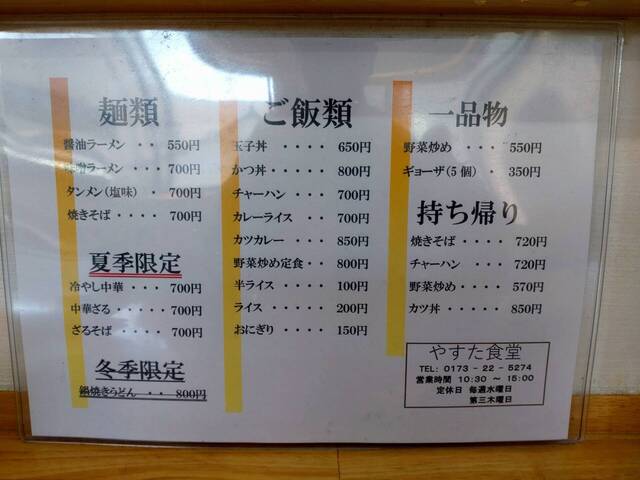 麺類
醤油ラーメン ・・ 550円
味噌ラーメン ・ 700円
タンメン(塩味) ・ 700円
焼きそば ・・・・ 700円
夏季限定
冷やし中華 ・・・ 700円
中華ざる ・・・・ 700円
ざるそば ・・・・ 700円
冬季限定
鍋焼きうどん ・・ 800円
ご飯類
玉子丼 ・・・・ 650円
かつ丼 ・・・・ 800円
チャーハン ・・ 700円
カレーライス ・・ 700円
カツカレー ・・・ 850円
野菜炒め定食 ・・ 800円
半ライス ・・・・ 100円
ライス ・・・・・ 200円
おにぎり ・・・・ 150円
一品物
野菜炒め ・・ 550円
ギョーザ(5個) ・ 350円
持ち帰り
焼きそば ・・・・ 720円
チャーハン ・・・ 720円
野菜炒め ・・・・ 570円
カツ丼 ・・・・ 850円
やすた食堂
TEL: 0173 - 22 - 5274
営業時間 10:30 ~ 15:00
定休日 毎週水曜日
第三木曜日